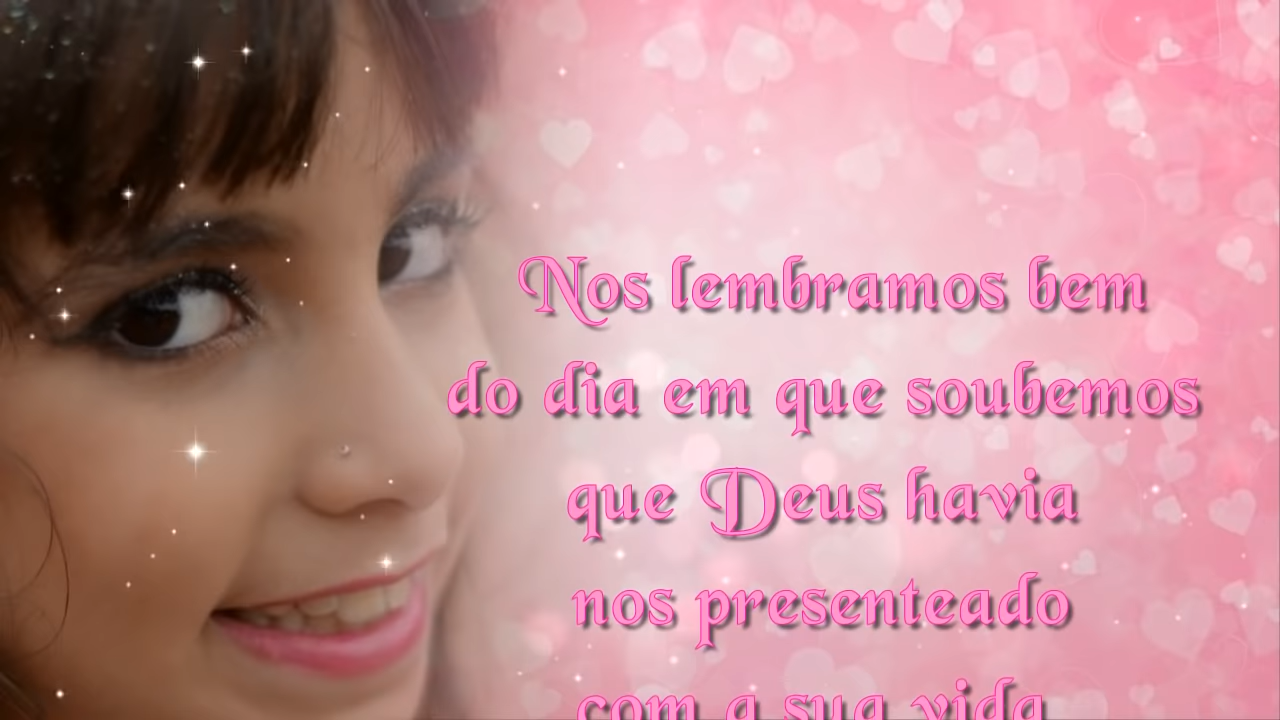 Nos lembramos bem
do dia em que soubemos
que Deus havia
nos presenteado
com a sua vida